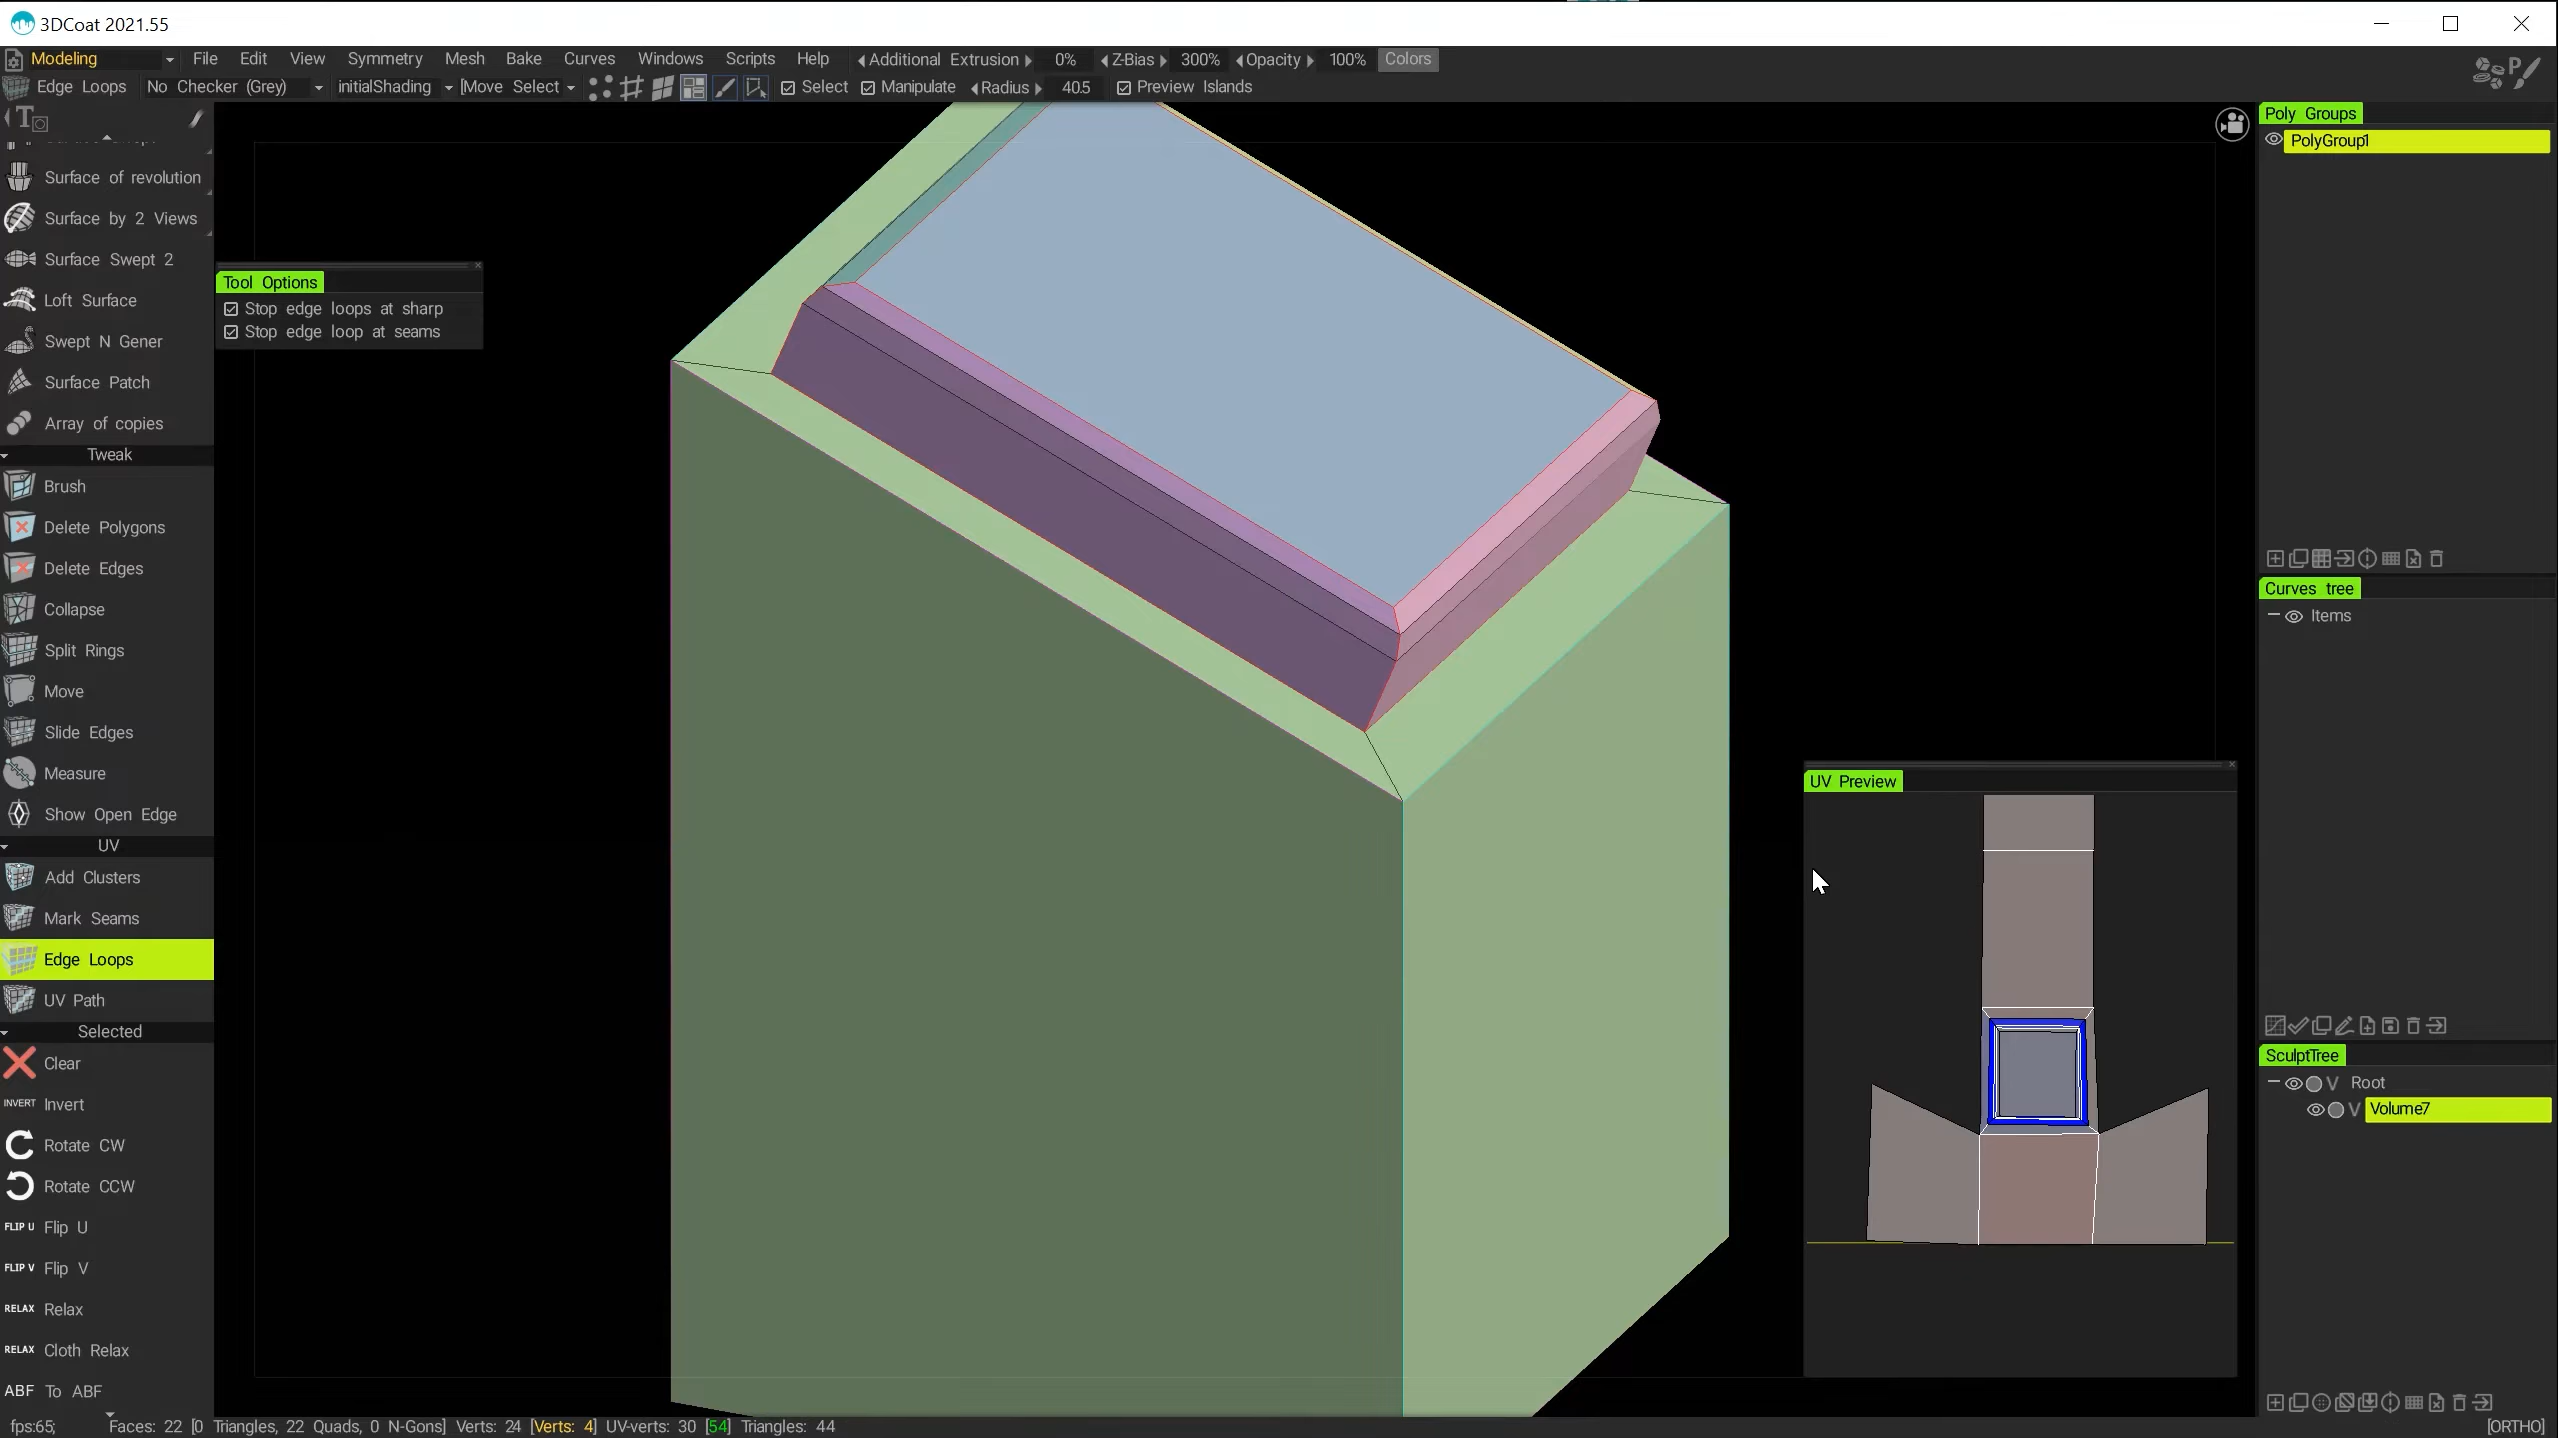 3DCoat 2021.55
Modeling File Edit View Symmetry Mesh Bake Curves Windows Scripts Help Additional Extrusion 0% Z-Bias 300% Opacity 100% Colors
Edge Loops No Checker (Grey) initialShading [Move Select Select Manipulate Radius 40.5 Preview Islands
T
Surface of revolution
Surface by 2 Views
Surface Swept 2
Loft Surface
Swept N Gener
Surface Patch
Array of copies
Tweak
Brush
Delete Polygons
Delete Edges
Collapse
Split Rings
Move
Slide Edges
Measure
Show Open Edge
UV
Add Clusters
Mark Seams
Edge Loops
UV Path
Selected
Clear
INVERT Invert
Rotate CW
Rotate CCW
FLIP U Flip U
FLIP V Flip V
RELAX Relax
RELAX Cloth Relax
ABF To ABF
Tool Options
Stop edge loops at sharp
Stop edge loop at seams
UV Preview
P
Poly Groups
PolyGroup1
Curves tree
Items
SculptTree
V Root
V Volume7
fps:65; Faces: 22 [0 Triangles, 22 Quads, 0 N-Gons] Verts: 24 [Verts: 4] UV-verts: 30 [54] Triangles: 44
[ORTHO]